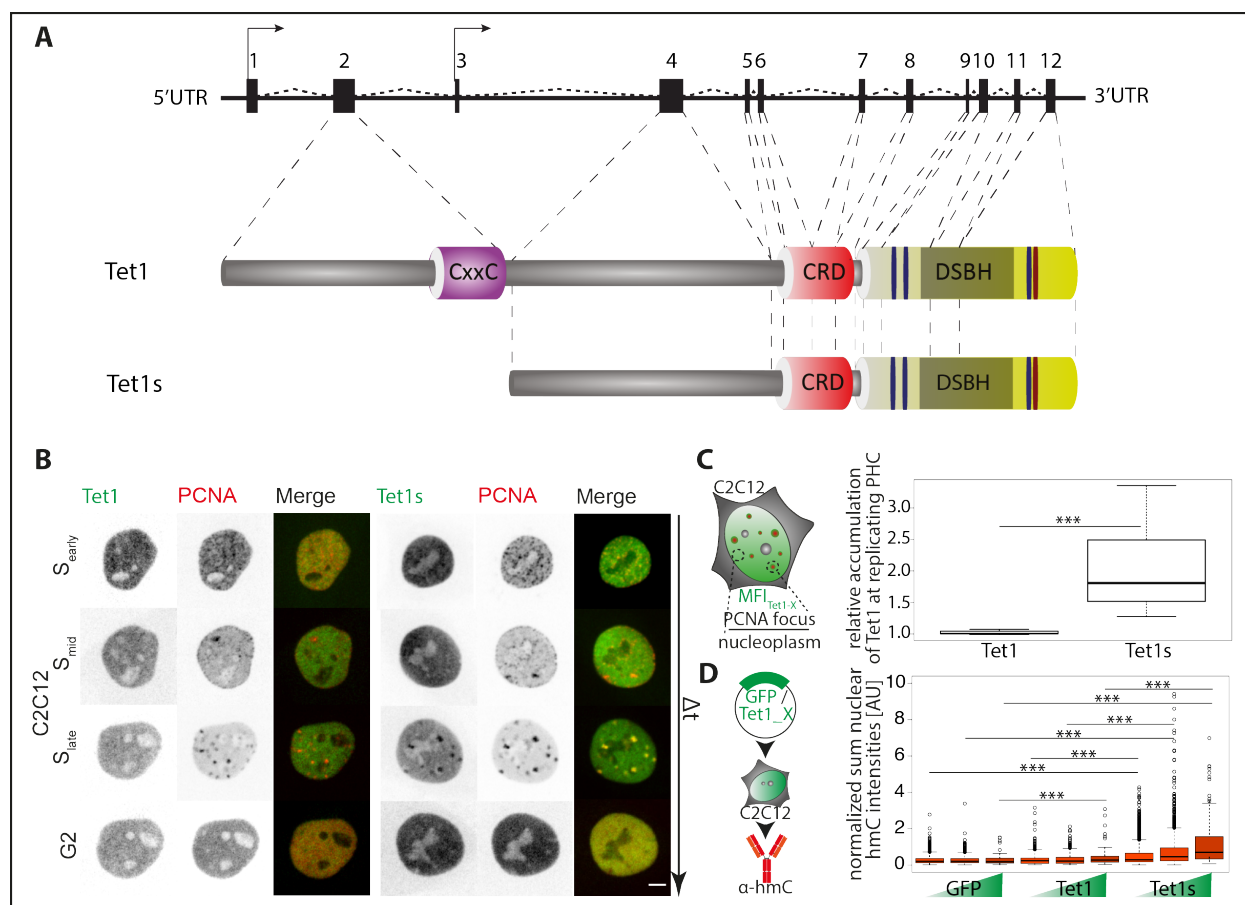 A
1 2 3 4 5 6 7 8 9 10 11 12
5'UTR 3'UTR
Tet1 CxxC CRD DSBH
Tet1s CRD DSBH
B
Tet1 PCNA Merge Tet1s PCNA Merge
C2C12
S early
S mid
S late
G2
Δt
C
C2C12
MFI Tet1-X
PCNA focus
nucleoplasm
relative accumulation
of Tet1 at replicating PHC
3.0
2.5
2.0
1.5
1.0
***
Tet1 Tet1s
D
GFP /
Tet1_X
C2C12
α-hmC
normalized sum nuclear
hmC intensities [AU]
10
8
6
4
2
0
***
***
***
***
***
***
GFP Tet1 Tet1s